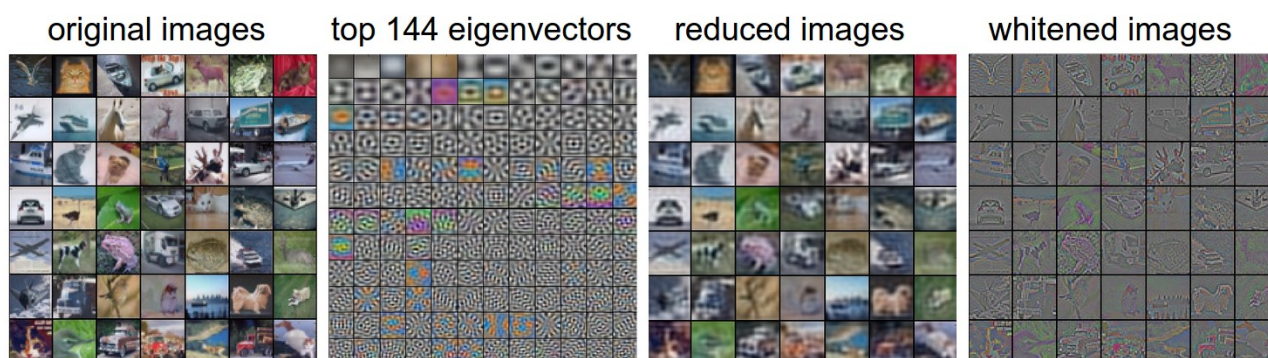 original images
top 144 eigenvectors
reduced images
whitened images